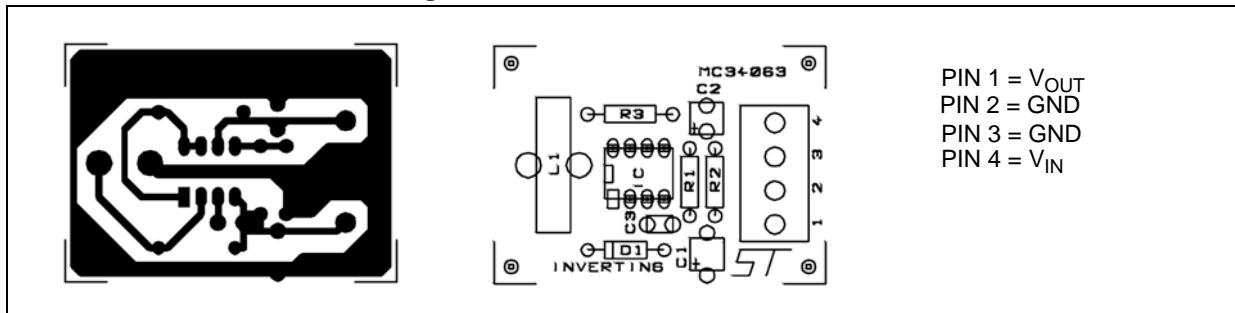 MC34063
C2
R3
+
L1
IC
R1
R2
4
3
2
1
C3
D1
C1
+
INVERTING
ST
PIN 1 = VOUT
PIN 2 = GND
PIN 3 = GND
PIN 4 = VIN